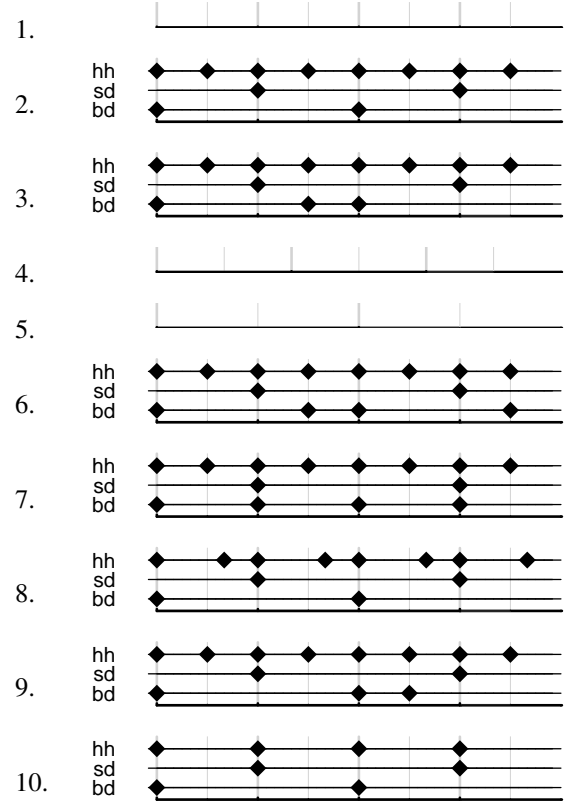 1.
hh
sd
2. bd
hh
sd
3. bd
4.
5.
hh
sd
6. bd
hh
sd
7. bd
hh
sd
8. bd
hh
sd
9. bd
hh
sd
10. bd